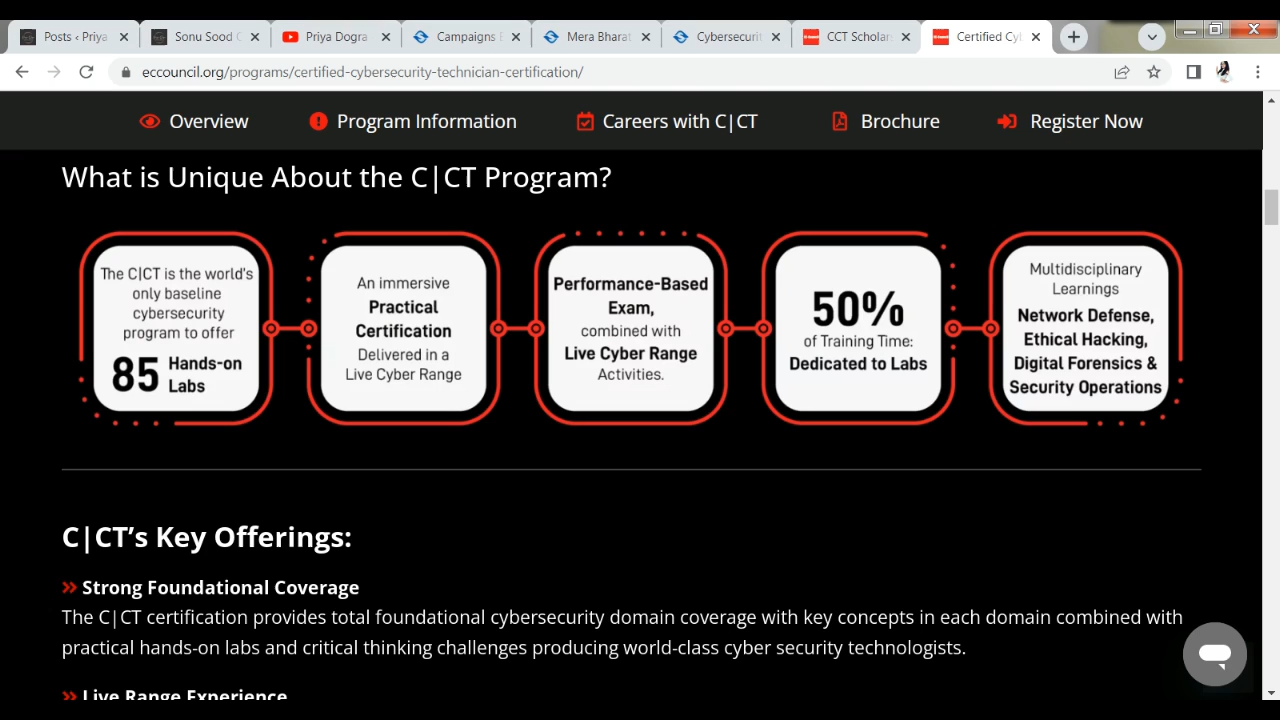 Posts ‹ Priya
Sonu Sood C
Priya Dogra
Campaigns E
Mera Bharat
Cybersecurit
CCT Scholar
Certified Cyb
eccouncil.org/programs/certified-cybersecurity-technician-certification/
Overview
Program Information
Careers with C|CT
Brochure
Register Now
What is Unique About the C|CT Program?
The C|CT is the world's
only baseline
cybersecurity
program to offer
85 Hands-on
Labs
An immersive
Practical
Certification
Delivered in a
Live Cyber Range
Performance-Based
Exam,
combined with
Live Cyber Range
Activities.
50%
of Training Time:
Dedicated to Labs
Multidisciplinary
Learnings
Network Defense,
Ethical Hacking,
Digital Forensics &
Security Operations
C|CT’s Key Offerings:
Strong Foundational Coverage
The C|CT certification provides total foundational cybersecurity domain coverage with key concepts in each domain combined with
practical hands-on labs and critical thinking challenges producing world-class cyber security technologists.
Live Range Experience